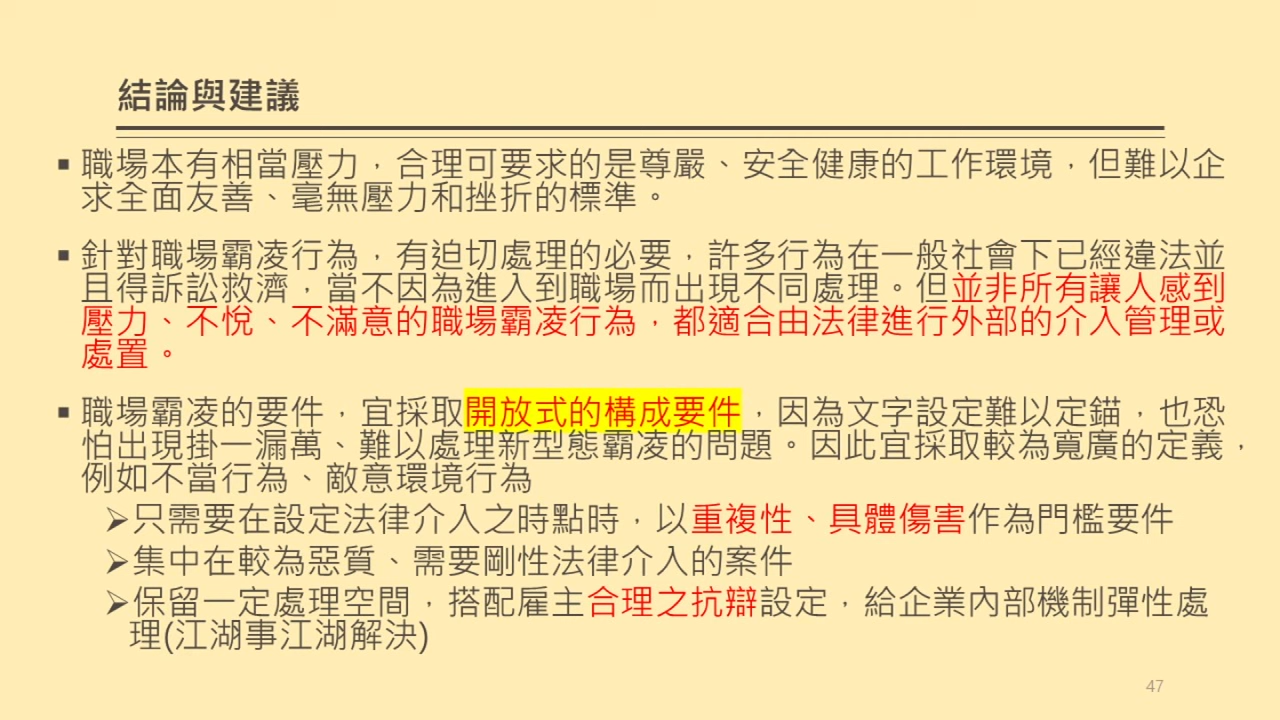 結論與建議
▪ 職場本有相當壓力，合理可要求的是尊嚴、安全健康的工作環境，但難以企
求全面友善、毫無壓力和挫折的標準。
▪ 針對職場霸凌行為，有迫切處理的必要，許多行為在一般社會下已經違法並
且得訴訟救濟，當不因為進入到職場而出現不同處理。但並非所有讓人感到
壓力、不悅、不滿意的職場霸凌行為，都適合由法律進行外部的介入管理或
處置。
▪ 職場霸凌的要件，宜採取開放式的構成要件，因為文字設定難以定錨，也恐
怕出現掛一漏萬、難以處理新型態霸凌的問題。因此宜採取較為寬廣的定義，
例如不當行為、敵意環境行為
➢只需要在設定法律介入之時點時，以重複性、具體傷害作為門檻要件
➢集中在較為惡質、需要剛性法律介入的案件
➢保留一定處理空間，搭配雇主合理之抗辯設定，給企業內部機制彈性處
理(江湖事江湖解決)
47